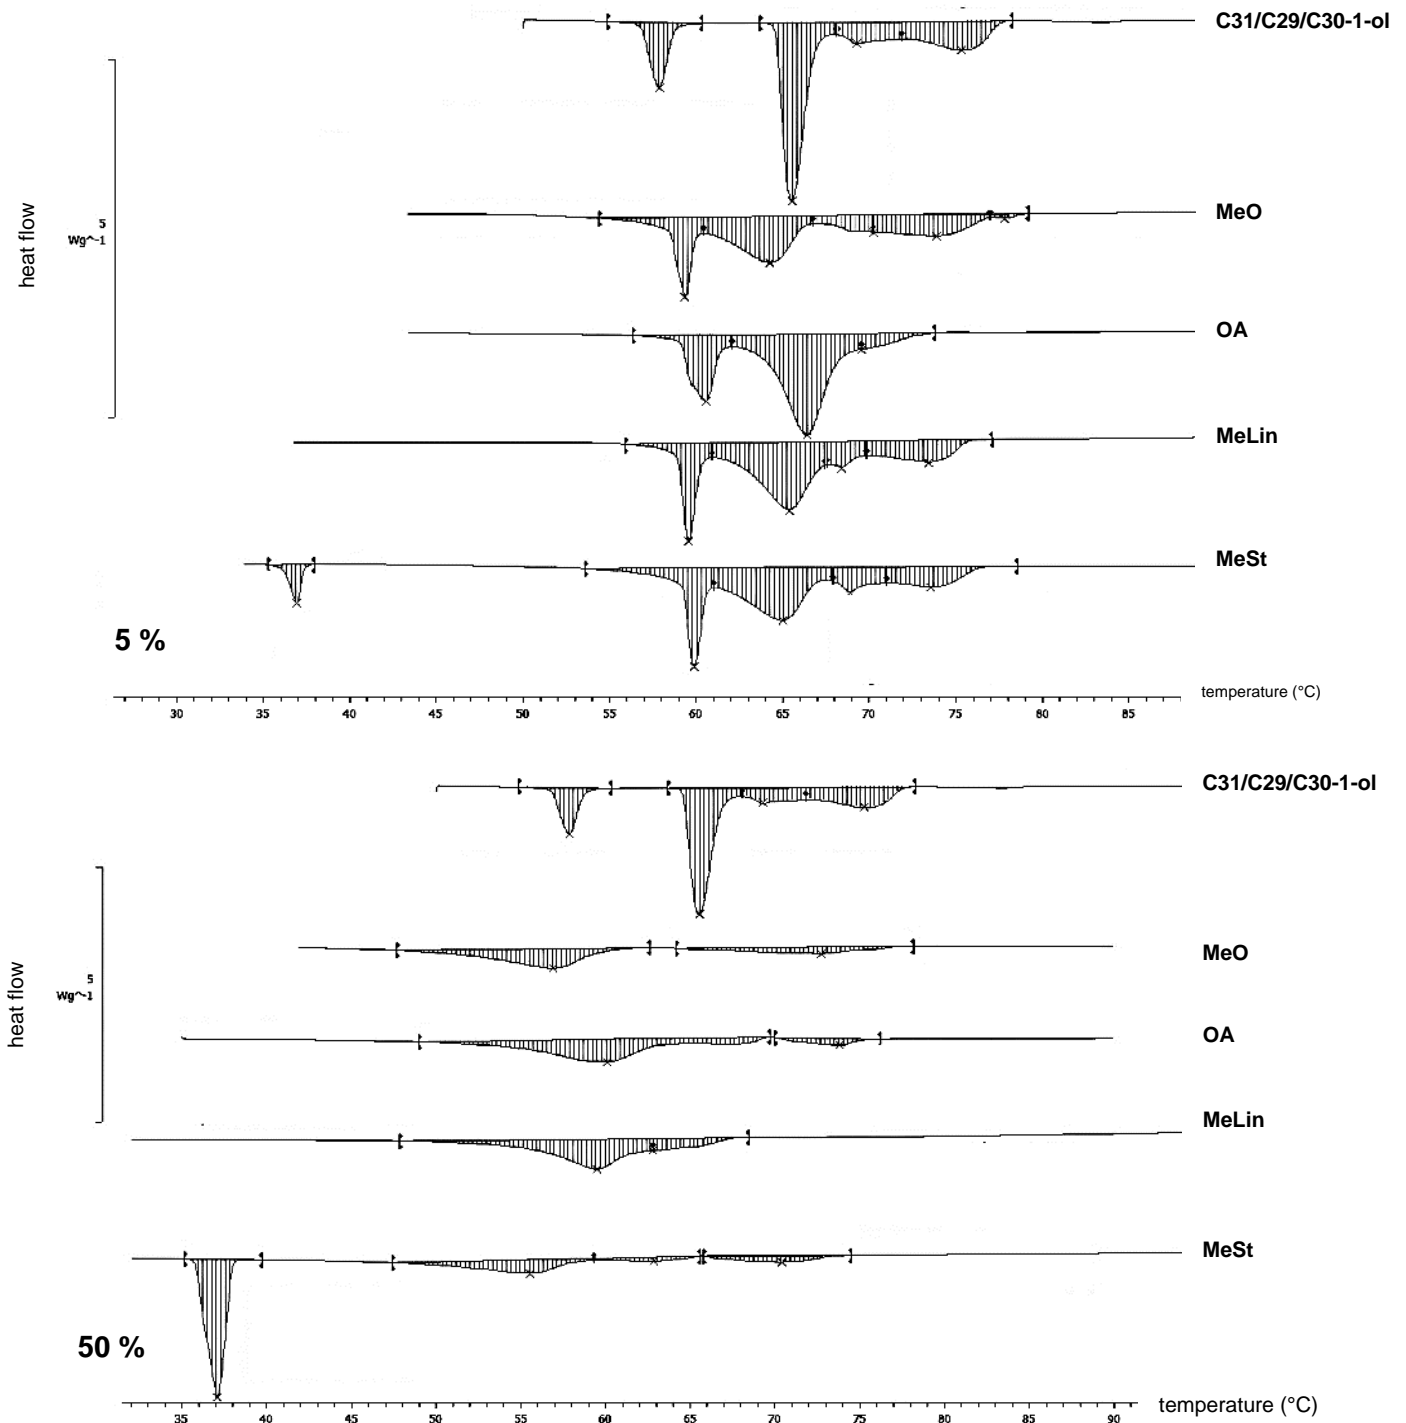 C31/C29/C30-1-ol
heat flow
5
Wg^-1
MeO
OA
MeLin
MeSt
5 %
temperature (°C)
30 35 40 45 50 55 60 65 70 75 80 85
C31/C29/C30-1-ol
heat flow
5
Wg^-1
MeO
OA
MeLin
MeSt
50 %
temperature (°C)
35 40 45 50 55 60 65 70 75 80 85 90